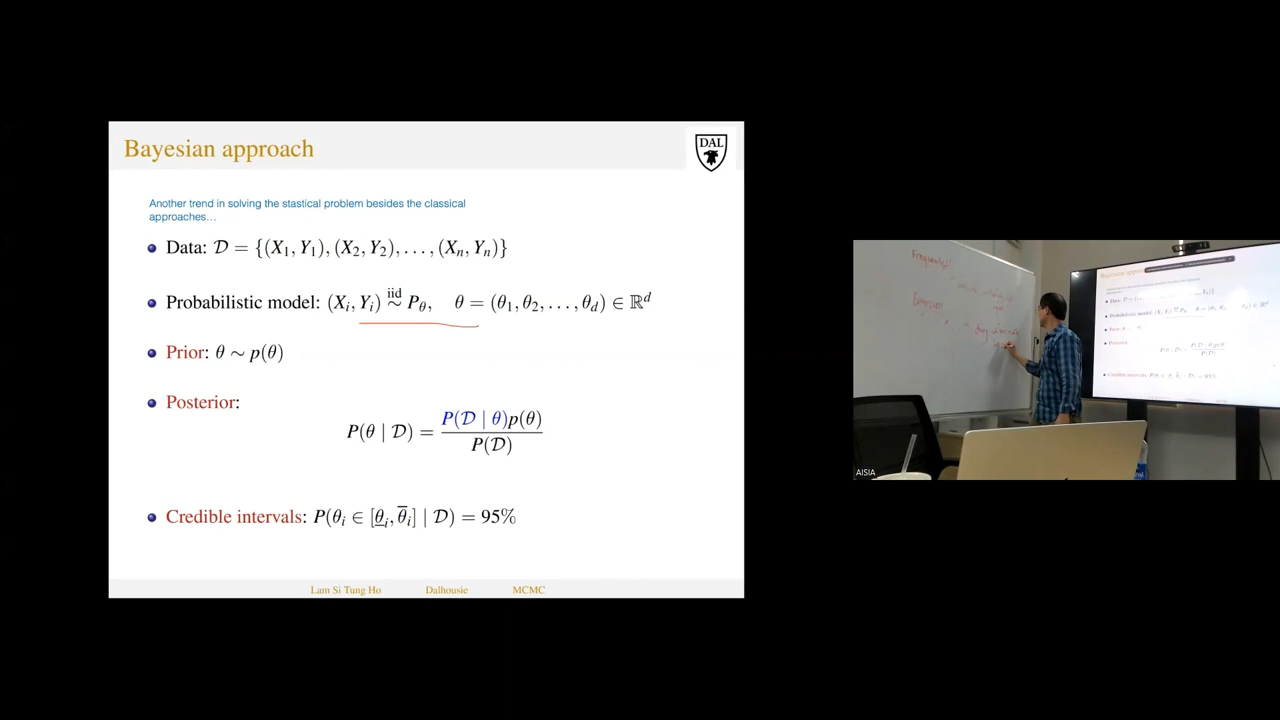 Bayesian approach
DAL
Another trend in solving the stastical problem besides the classical
approaches…
Data: 𝒟 = {(X₁, Y₁), (X₂, Y₂), . . . , (Xₙ, Yₙ)}
Probabilistic model: (Xᵢ, Yᵢ) iid ∼ P_θ, θ = (θ₁, θ₂, . . . , θ_d) ∈ ℝᵈ
Prior: θ ∼ p(θ)
Posterior:
P(θ | 𝒟) = P(𝒟 | θ)p(θ) / P(𝒟)
Credible intervals: P(θᵢ ∈ [θ̲ᵢ, θ̅ᵢ] | 𝒟) = 95%
Lam Si Tung Ho Dalhousie MCMC
Bayesian
AISIA